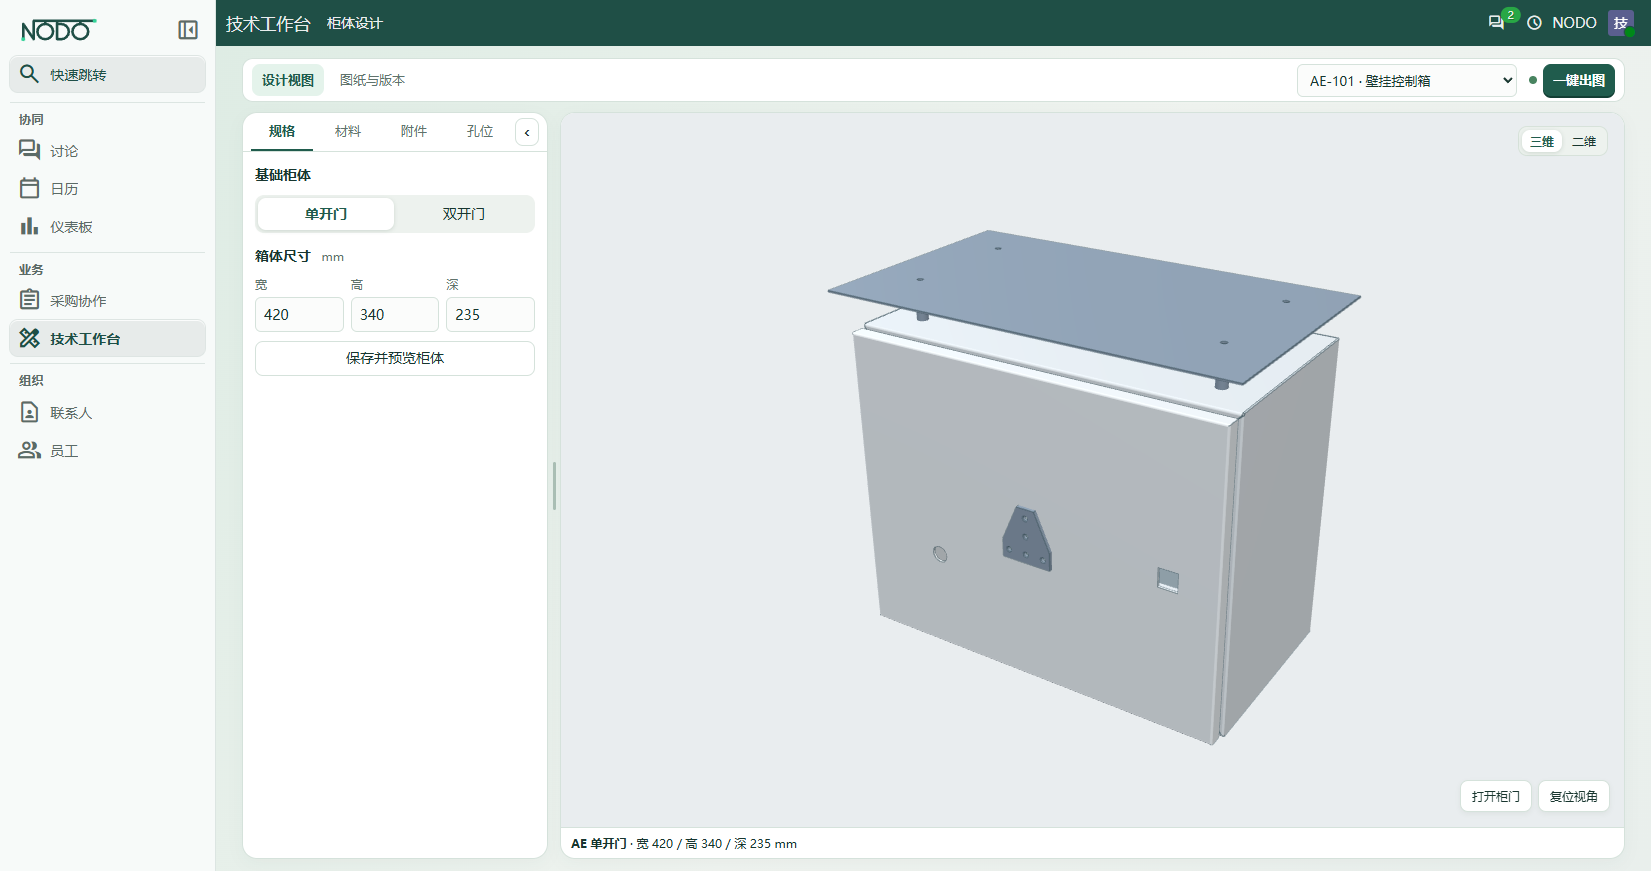 NODO
快速跳转
协同
讨论
日历
仪表板
业务
采购协作
技术工作台
组织
联系人
员工
技术工作台 柜体设计
2 NODO 技
设计视图 图纸与版本
AE-101 · 壁挂控制箱
一键出图
规格 材料 附件 孔位
基础柜体
单开门 双开门
箱体尺寸 mm
宽 高 深
420 340 235
保存并预览柜体
三维 二维
打开柜门 复位视角
AE 单开门 · 宽 420 / 高 340 / 深 235 mm